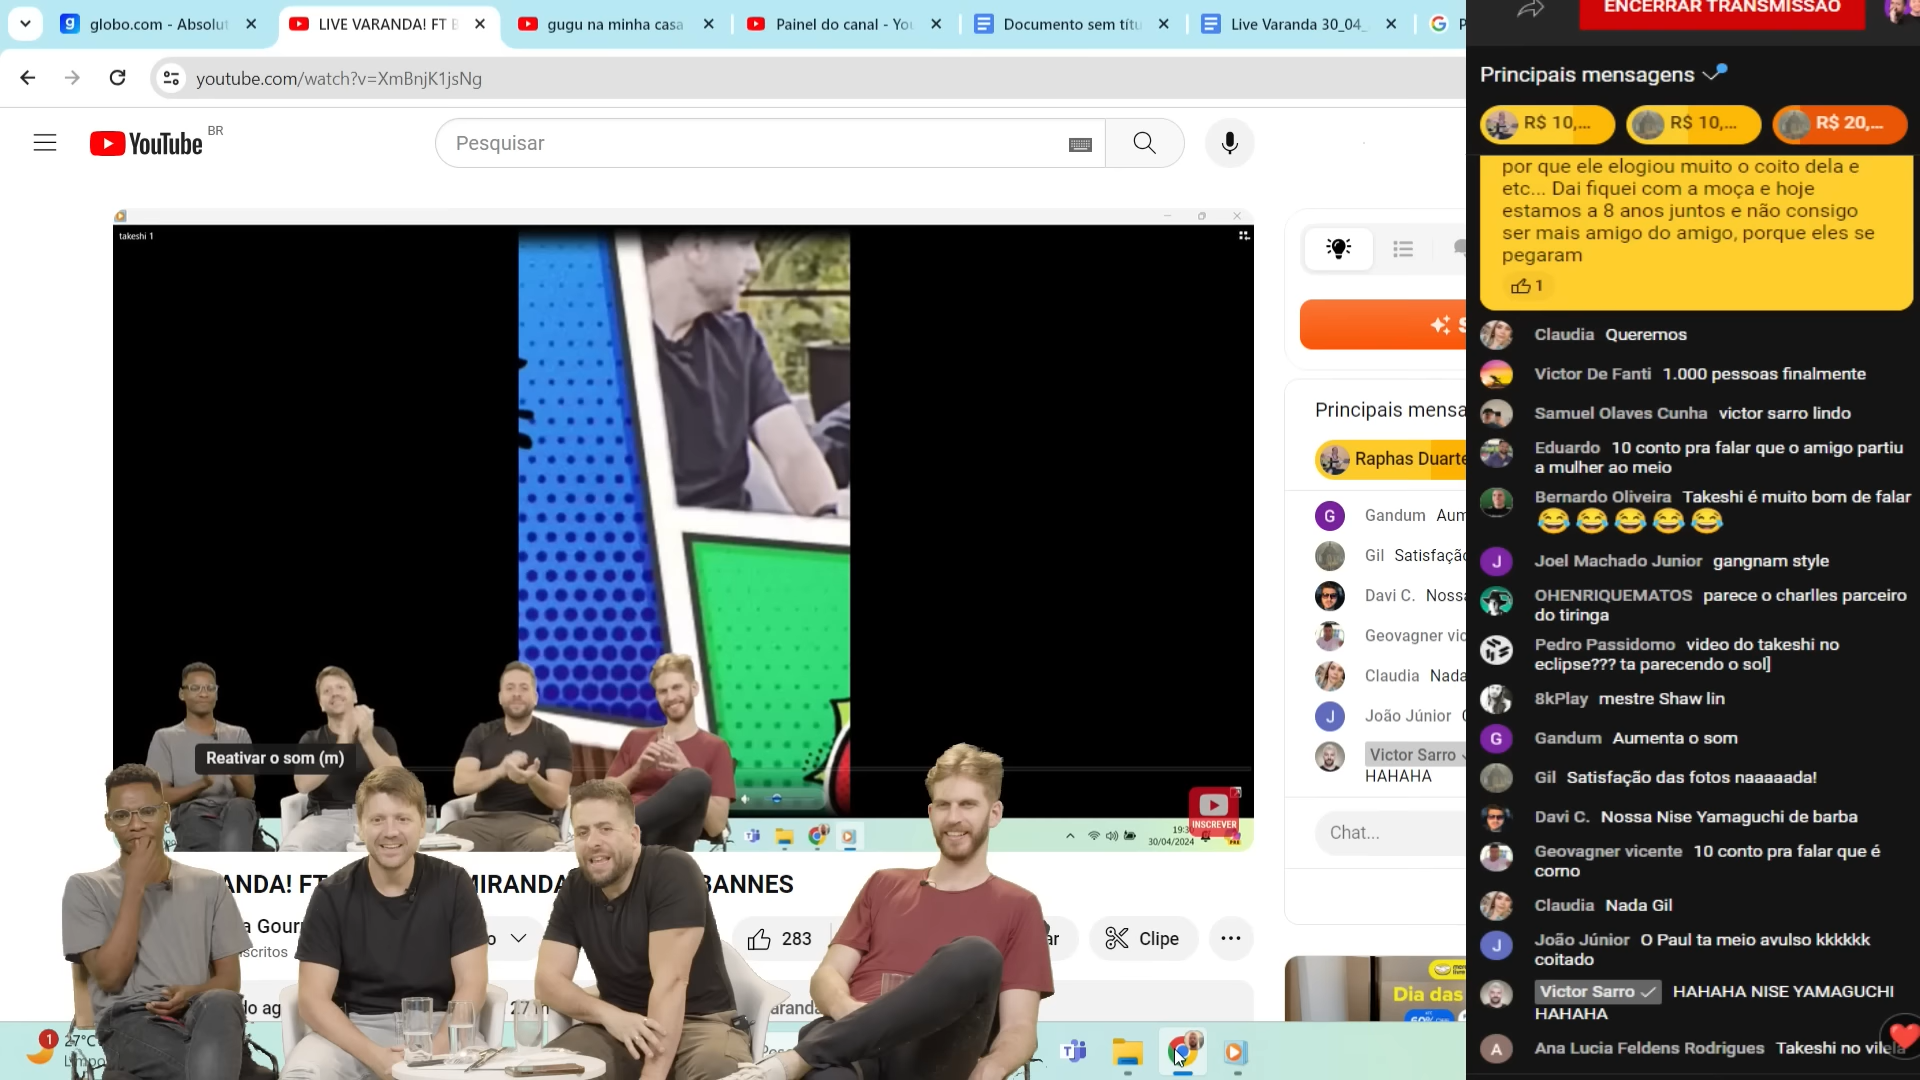 globo.com - Absolut
LIVE VARANDA! FT B
gugu na minha casa
Painel do canal - You
Documento sem títu
Live Varanda 30_04_
youtube.com/watch?v=XmBnjK1jsNg
YouTube BR
Pesquisar
takeshi 1
Reativar o som (m)
INSCREVER
30/04/2024
ANDA! FT
MIRANDA
BANNES
a Gour
scritos
283
Clipe
27°C
1
Principais mensa
Raphas Duarte
Gandum Aum
Gil Satisfação
Davi C. Nossa
Geovagner vic
Claudia Nada
João Júnior
Victor Sarro
HAHAHA
Chat...
Dia das
ENCERRAR TRANSMISSÃO
Principais mensagens
R$ 10,... R$ 10,... R$ 20,...
por que ele elogiou muito o coito dela e
etc... Dai fiquei com a moça e hoje
estamos a 8 anos juntos e não consigo
ser mais amigo do amigo, porque eles se
pegaram
1
Claudia Queremos
Victor De Fanti 1.000 pessoas finalmente
Samuel Olaves Cunha victor sarro lindo
Eduardo 10 conto pra falar que o amigo partiu
a mulher ao meio
Bernardo Oliveira Takeshi é muito bom de falar
😂😂😂😂😂
J Joel Machado Junior gangnam style
OHENRIQUEMATOS parece o charlles parceiro
do tiringa
Pedro Passidomo video do takeshi no
eclipse??? ta parecendo o sol]
8kPlay mestre Shaw lin
G Gandum Aumenta o som
Gil Satisfação das fotos naaaaada!
Davi C. Nossa Nise Yamaguchi de barba
Geovagner vicente 10 conto pra falar que é
corno
Claudia Nada Gil
J João Júnior O Paul ta meio avulso kkkkkk
coitado
Victor Sarro HAHAHA NISE YAMAGUCHI
HAHAHA
A Ana Lucia Feldens Rodrigues Takeshi no vilela